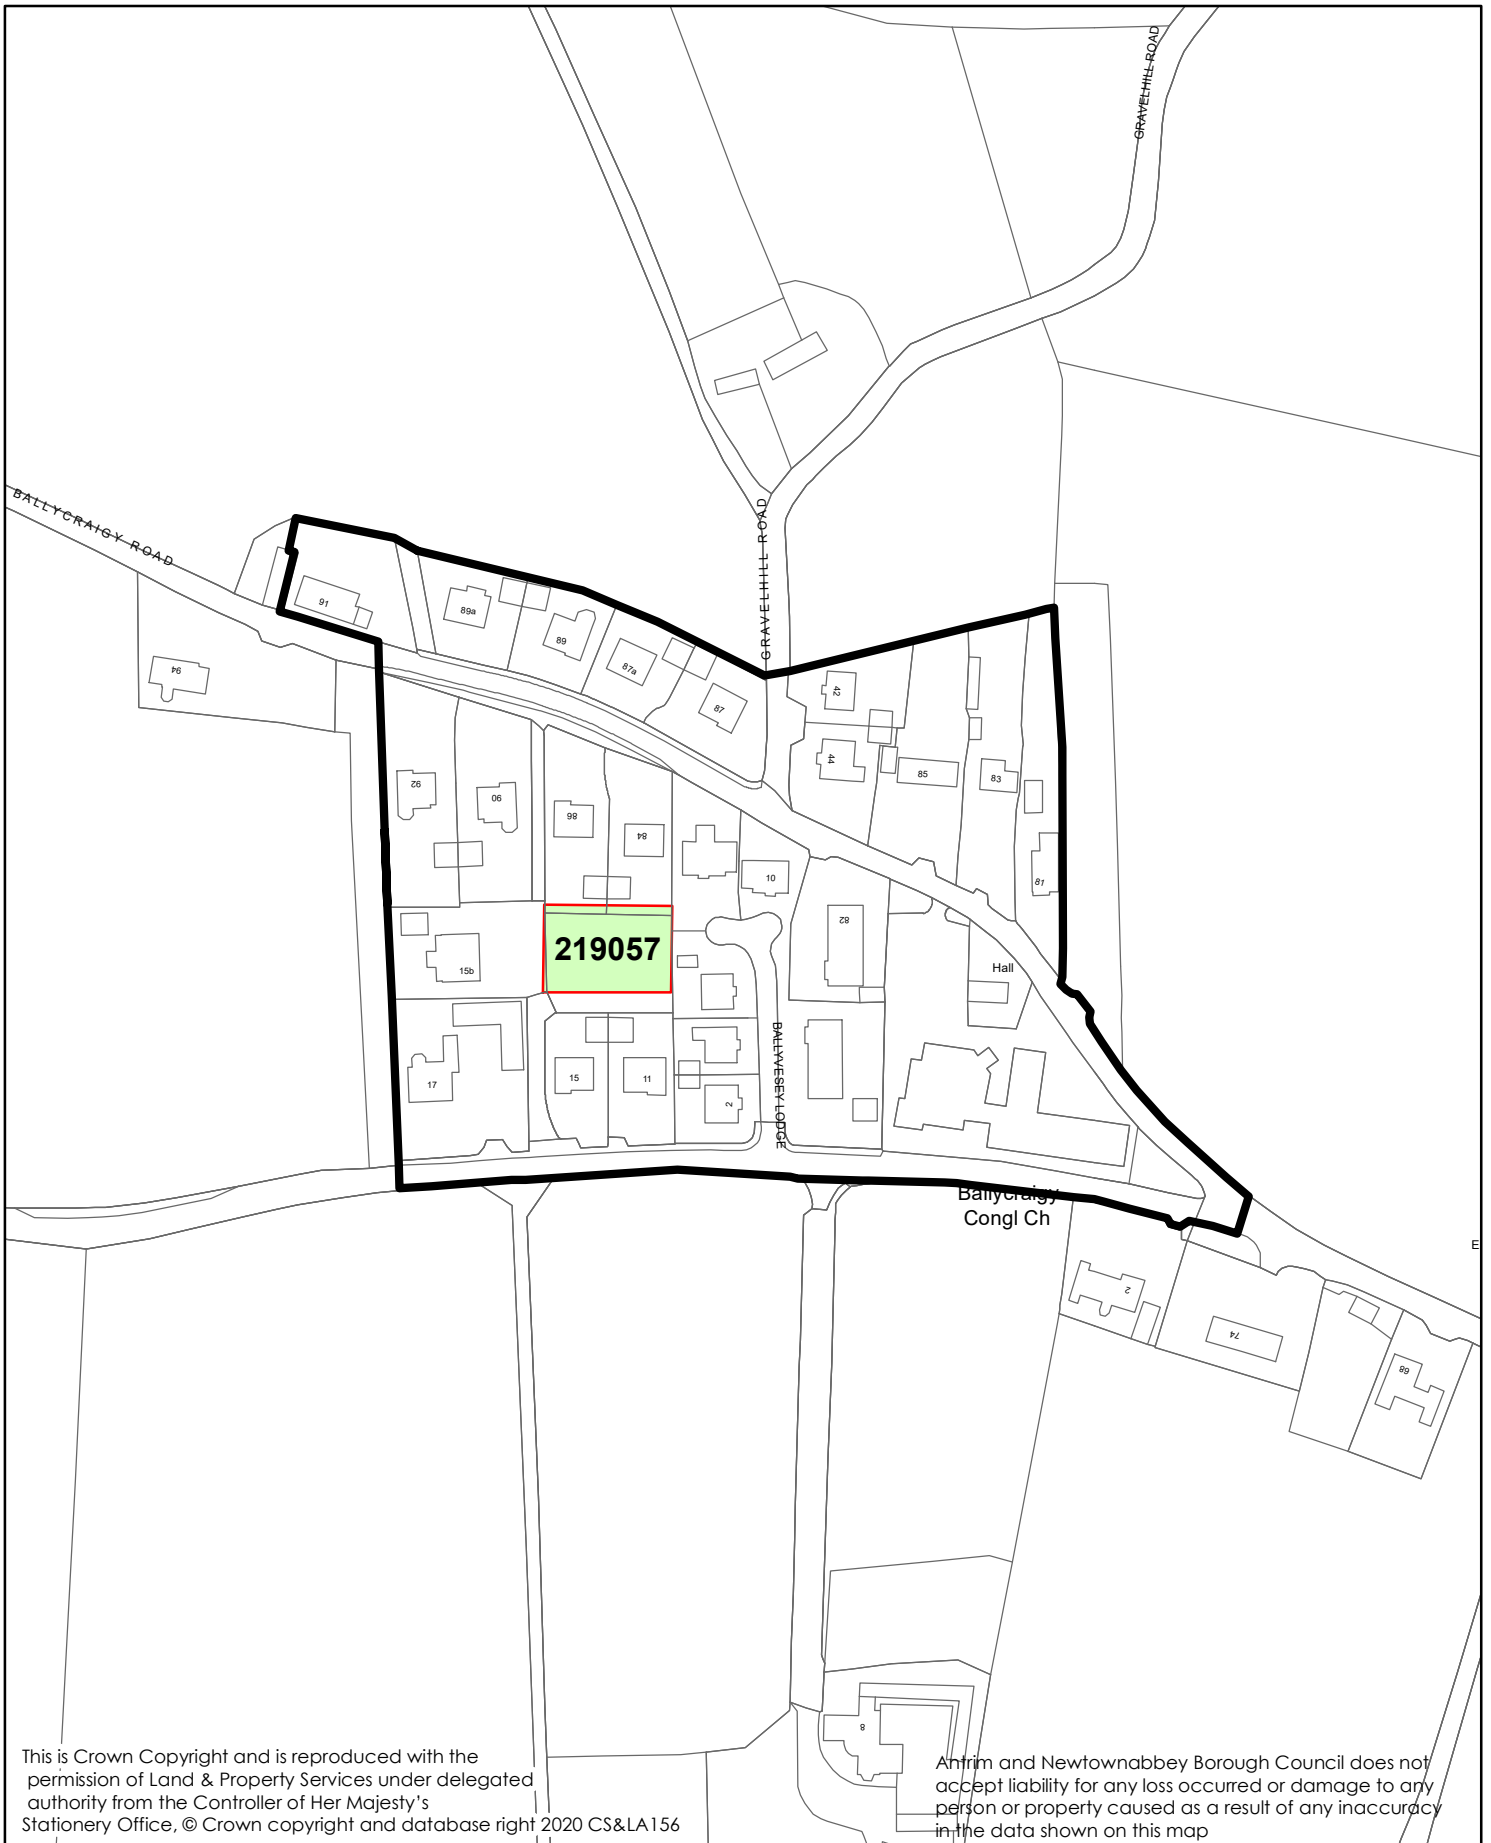 GRAVELHILL ROAD
BALLYCRAIGY ROAD
GRAVELHILL ROAD
91
89a
89
87a
87
94
42
44
85
83
81
92
90
86
84
10
82
219057
15b
Hall
17
15
11
2
BALLYVESEY LODGE
Ballycraigy
Congl Ch
E
2
74
68
8
This is Crown Copyright and is reproduced with the
permission of Land & Property Services under delegated
authority from the Controller of Her Majesty's
Stationery Office, © Crown copyright and database right 2020 CS&LA156
Antrim and Newtownabbey Borough Council does not
accept liability for any loss occurred or damage to any
person or property caused as a result of any inaccuracy
in the data shown on this map